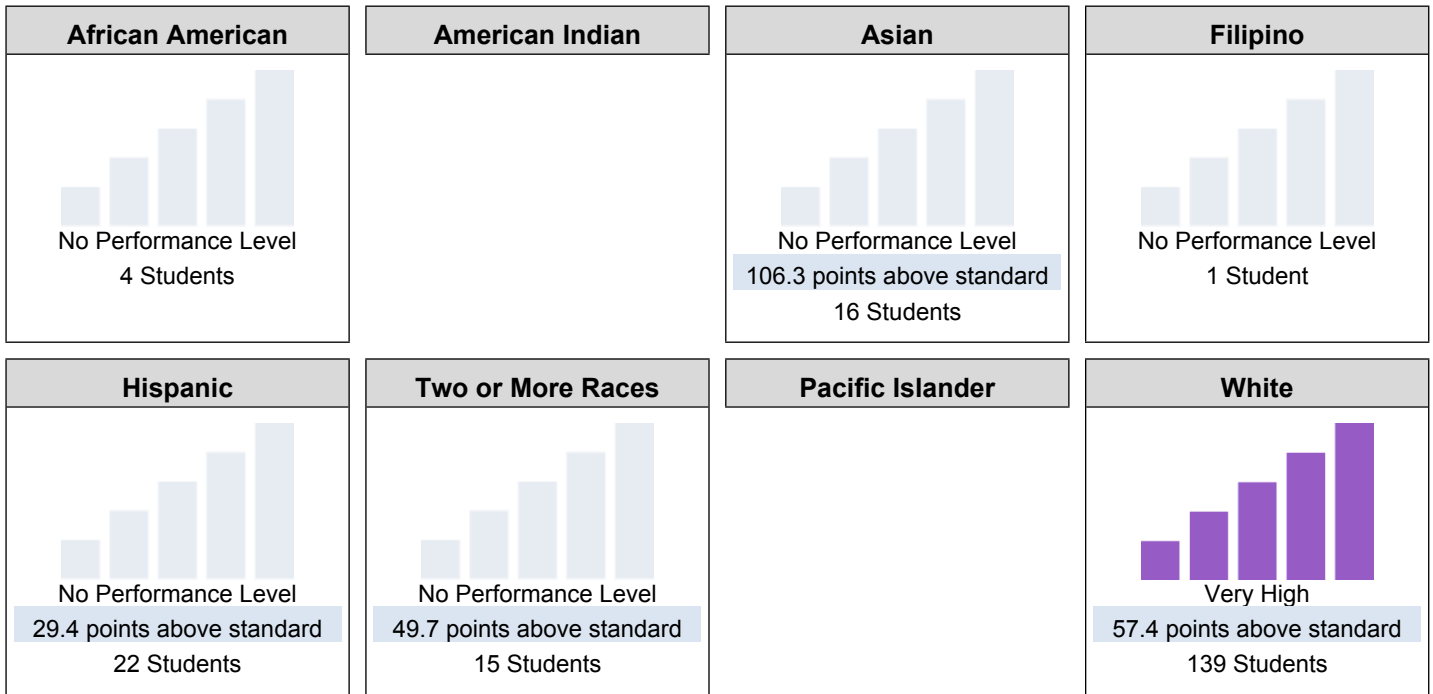 African American
No Performance Level
4 Students
American Indian
Asian
No Performance Level
106.3 points above standard
16 Students
Filipino
No Performance Level
1 Student
Hispanic
No Performance Level
29.4 points above standard
22 Students
Two or More Races
No Performance Level
49.7 points above standard
15 Students
Pacific Islander
White
Very High
57.4 points above standard
139 Students